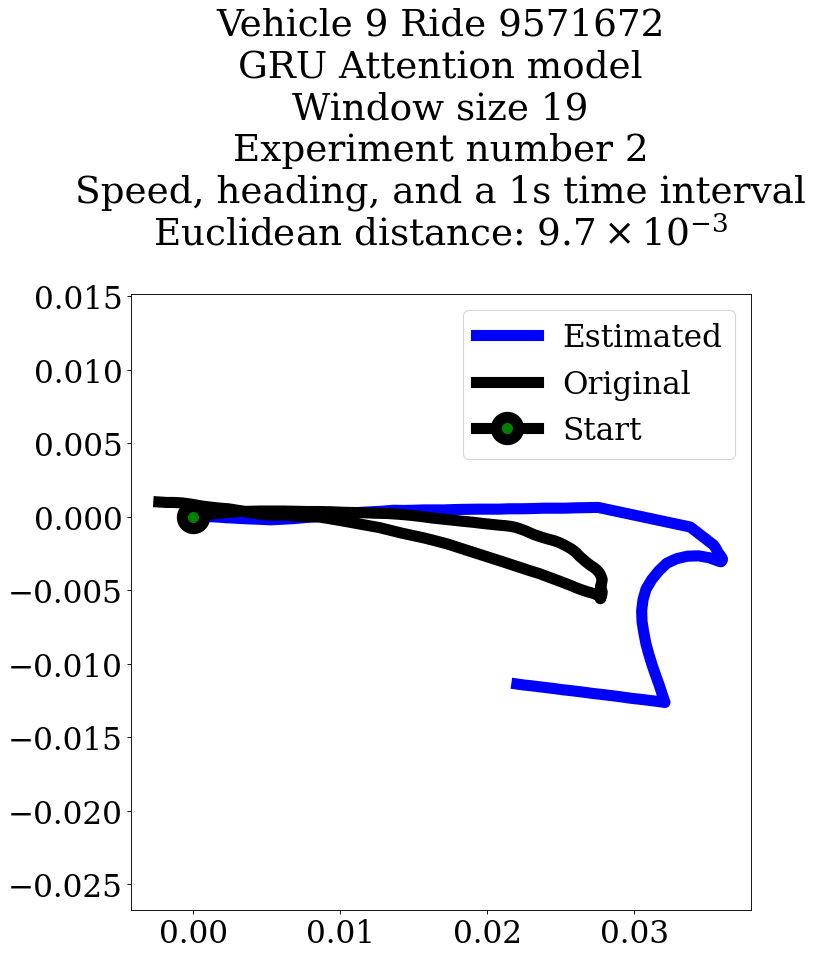 Vehicle 9 Ride 9571672
GRU Attention model
Window size 19
Experiment number 2
Speed, heading, and a 1s time interval
Euclidean distance: 9.7 × 10⁻³
0.015
0.010
0.005
0.000
−0.005
−0.010
−0.015
−0.020
−0.025
Estimated
Original
Start
0.00 0.01 0.02 0.03